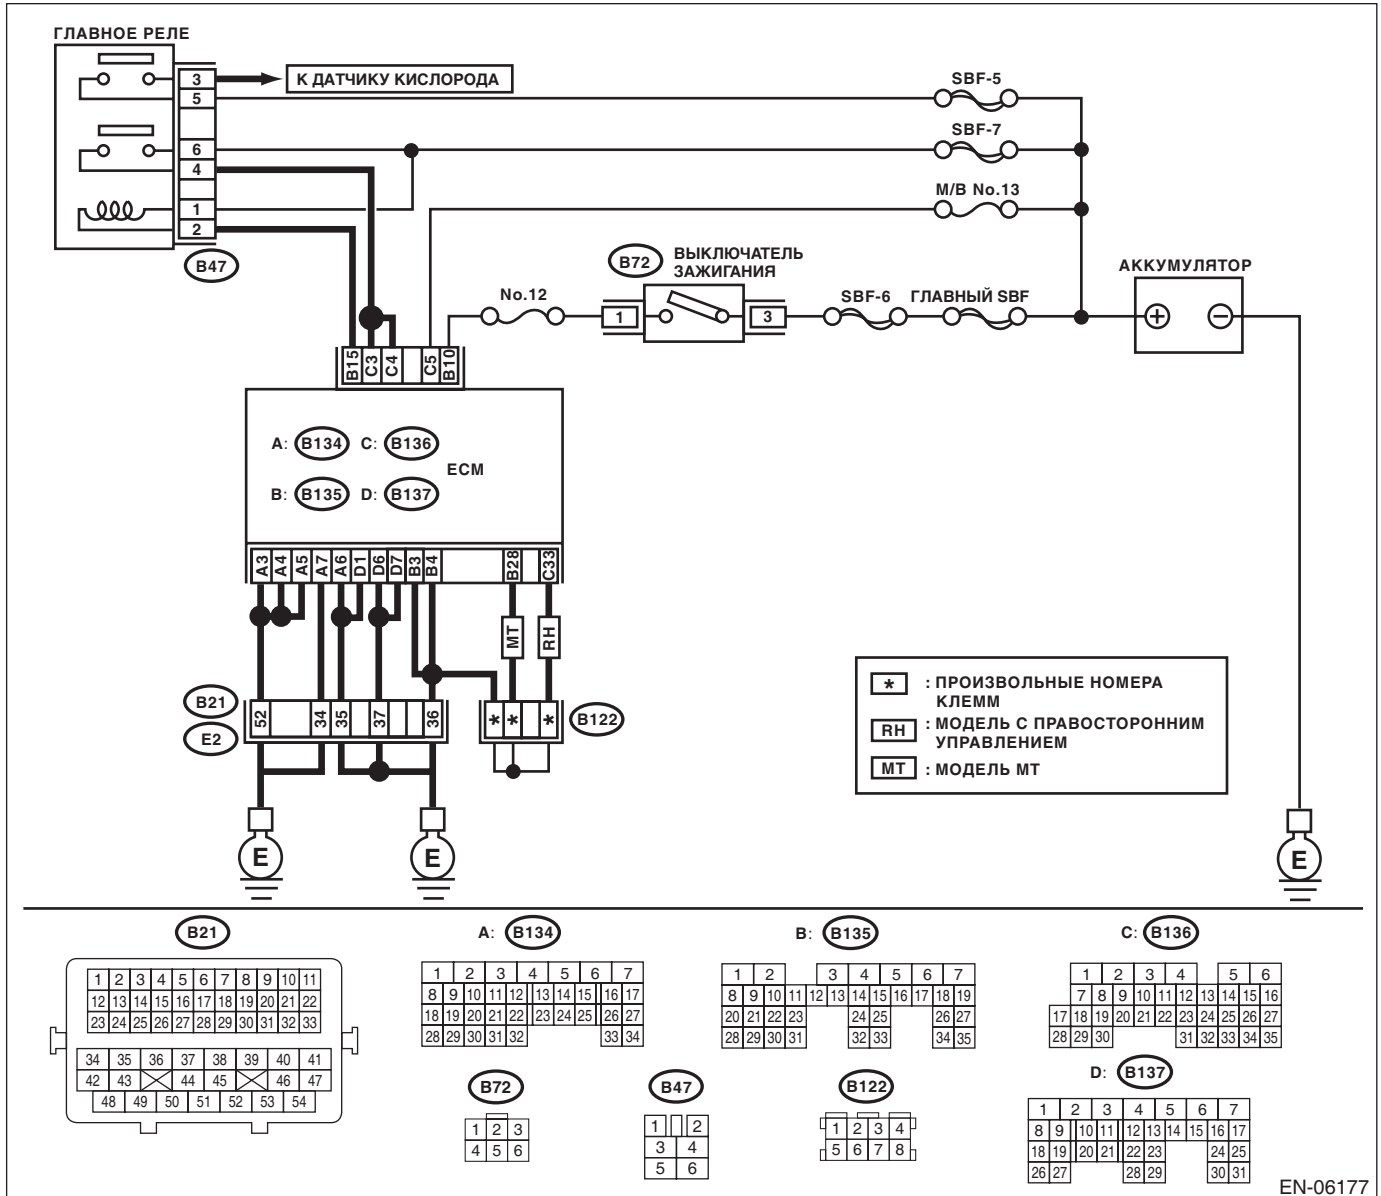 ГЛАВНОЕ РЕЛЕ
3
К ДАТЧИКУ КИСЛОРОДА
5
6
4
1
2
B47
SBF-5
SBF-7
M/B No.13
B72
ВЫКЛЮЧАТЕЛЬ
ЗАЖИГАНИЯ
No.12
1
3
SBF-6
ГЛАВНЫЙ SBF
АККУМУЛЯТОР
+ −
B15 C3 C4 C5 B10
A: B134 C: B136
ECM
B: B135 D: B137
A3 A4 A5 A7 A6 D1 D6 D7 B3 B4 B28 C33
MT RH
B21
E2
52 34 35 37 36
* * *
B122
* : ПРОИЗВОЛЬНЫЕ НОМЕРА
КЛЕММ
RH : МОДЕЛЬ С ПРАВОСТОРОННИМ
УПРАВЛЕНИЕМ
MT : МОДЕЛЬ МТ
E E E
B21
1 2 3 4 5 6 7 8 9 10 11
12 13 14 15 16 17 18 19 20 21 22
23 24 25 26 27 28 29 30 31 32 33
34 35 36 37 38 39 40 41
42 43 44 45 46 47
48 49 50 51 52 53 54
A: B134
1 2 3 4 5 6 7
8 9 10 11 12 13 14 15 16 17
18 19 20 21 22 23 24 25 26 27
28 29 30 31 32 33 34
B: B135
1 2 3 4 5 6 7
8 9 10 11 12 13 14 15 16 17 18 19
20 21 22 23 24 25 26 27
28 29 30 31 32 33 34 35
C: B136
1 2 3 4 5 6
7 8 9 10 11 12 13 14 15 16
17 18 19 20 21 22 23 24 25 26 27
28 29 30 31 32 33 34 35
B72
1 2 3
4 5 6
B47
1 2
3 4
5 6
B122
1 2 3 4
5 6 7 8
D: B137
1 2 3 4 5 6 7
8 9 10 11 12 13 14 15 16 17
18 19 20 21 22 23 24 25
26 27 28 29 30 31
EN-06177